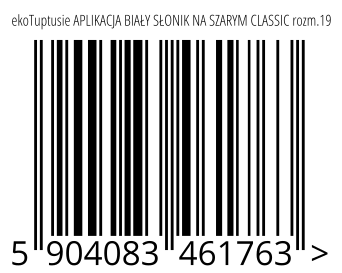 ekoTuptusie APLIKACJA BIAŁY SŁONIK NA SZARYM CLASSIC rozm.19
5 904083 461763 >